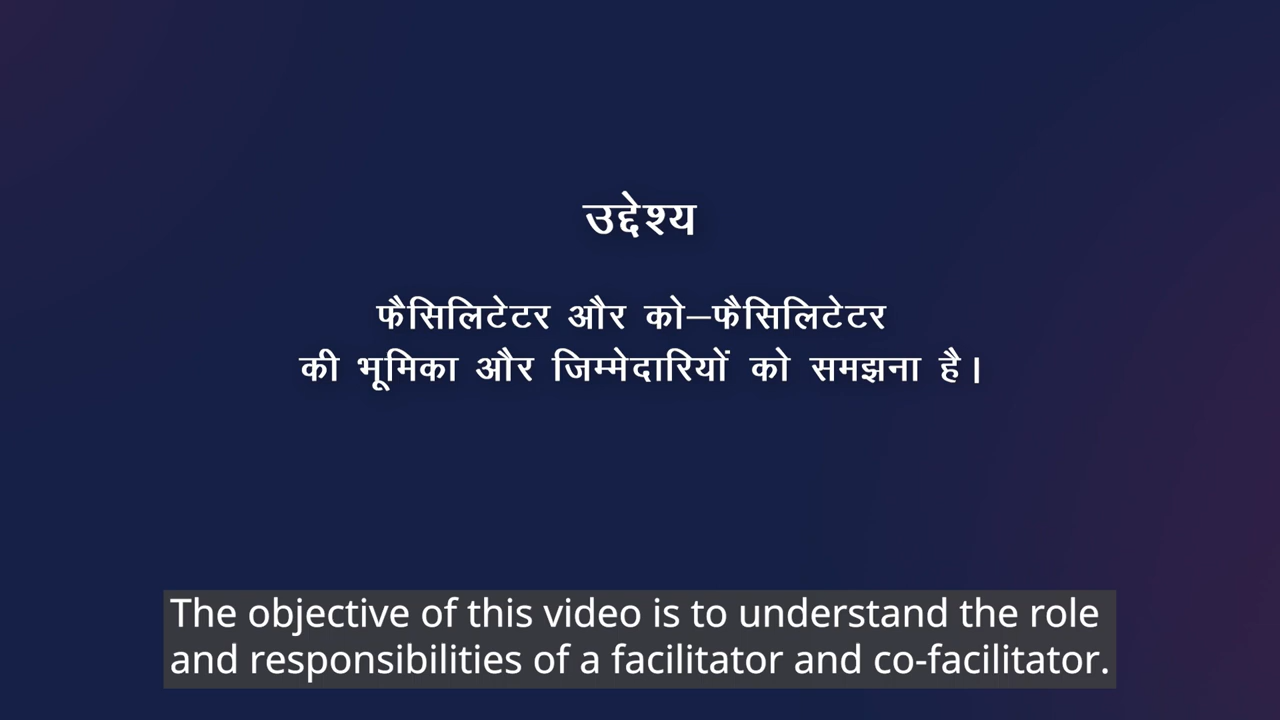 उद्देश्य
फैसिलिटेटर और को–फैसिलिटेटर
की भूमिका और जिम्मेदारियों को समझना है।
The objective of this video is to understand the role
and responsibilities of a facilitator and co-facilitator.